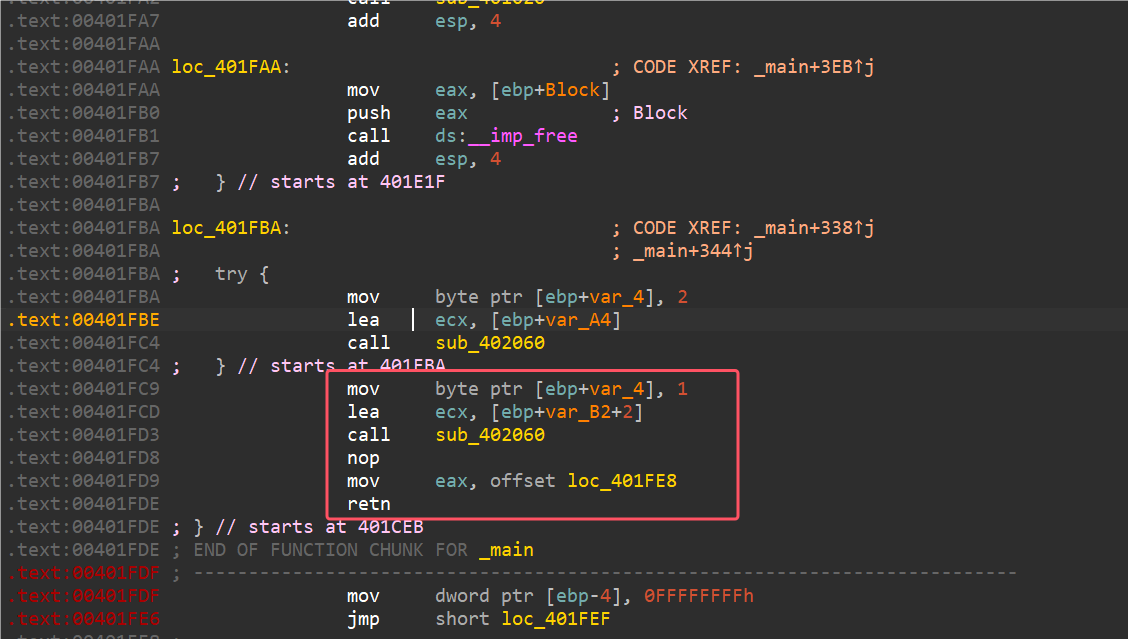 .text:00401FA2 call sub_401020
.text:00401FA7 add esp, 4
.text:00401FAA
.text:00401FAA loc_401FAA: ; CODE XREF: _main+3EB↑j
.text:00401FAA mov eax, [ebp+Block]
.text:00401FB0 push eax ; Block
.text:00401FB1 call ds:__imp_free
.text:00401FB7 add esp, 4
.text:00401FB7 ; } // starts at 401E1F
.text:00401FBA
.text:00401FBA loc_401FBA: ; CODE XREF: _main+338↑j
.text:00401FBA ; _main+344↑j
.text:00401FBA ; try {
.text:00401FBA mov byte ptr [ebp+var_4], 2
.text:00401FBE lea ecx, [ebp+var_A4]
.text:00401FC4 call sub_402060
.text:00401FC4 ; } // starts at 401FBA
.text:00401FC9 mov byte ptr [ebp+var_4], 1
.text:00401FCD lea ecx, [ebp+var_B2+2]
.text:00401FD3 call sub_402060
.text:00401FD8 nop
.text:00401FD9 mov eax, offset loc_401FE8
.text:00401FDE retn
.text:00401FDE ; } // starts at 401CEB
.text:00401FDE ; END OF FUNCTION CHUNK FOR _main
.text:00401FDF ; ---------------------------------------------------------------------------
.text:00401FDF mov dword ptr [ebp-4], 0FFFFFFFFh
.text:00401FE6 jmp short loc_401FEF